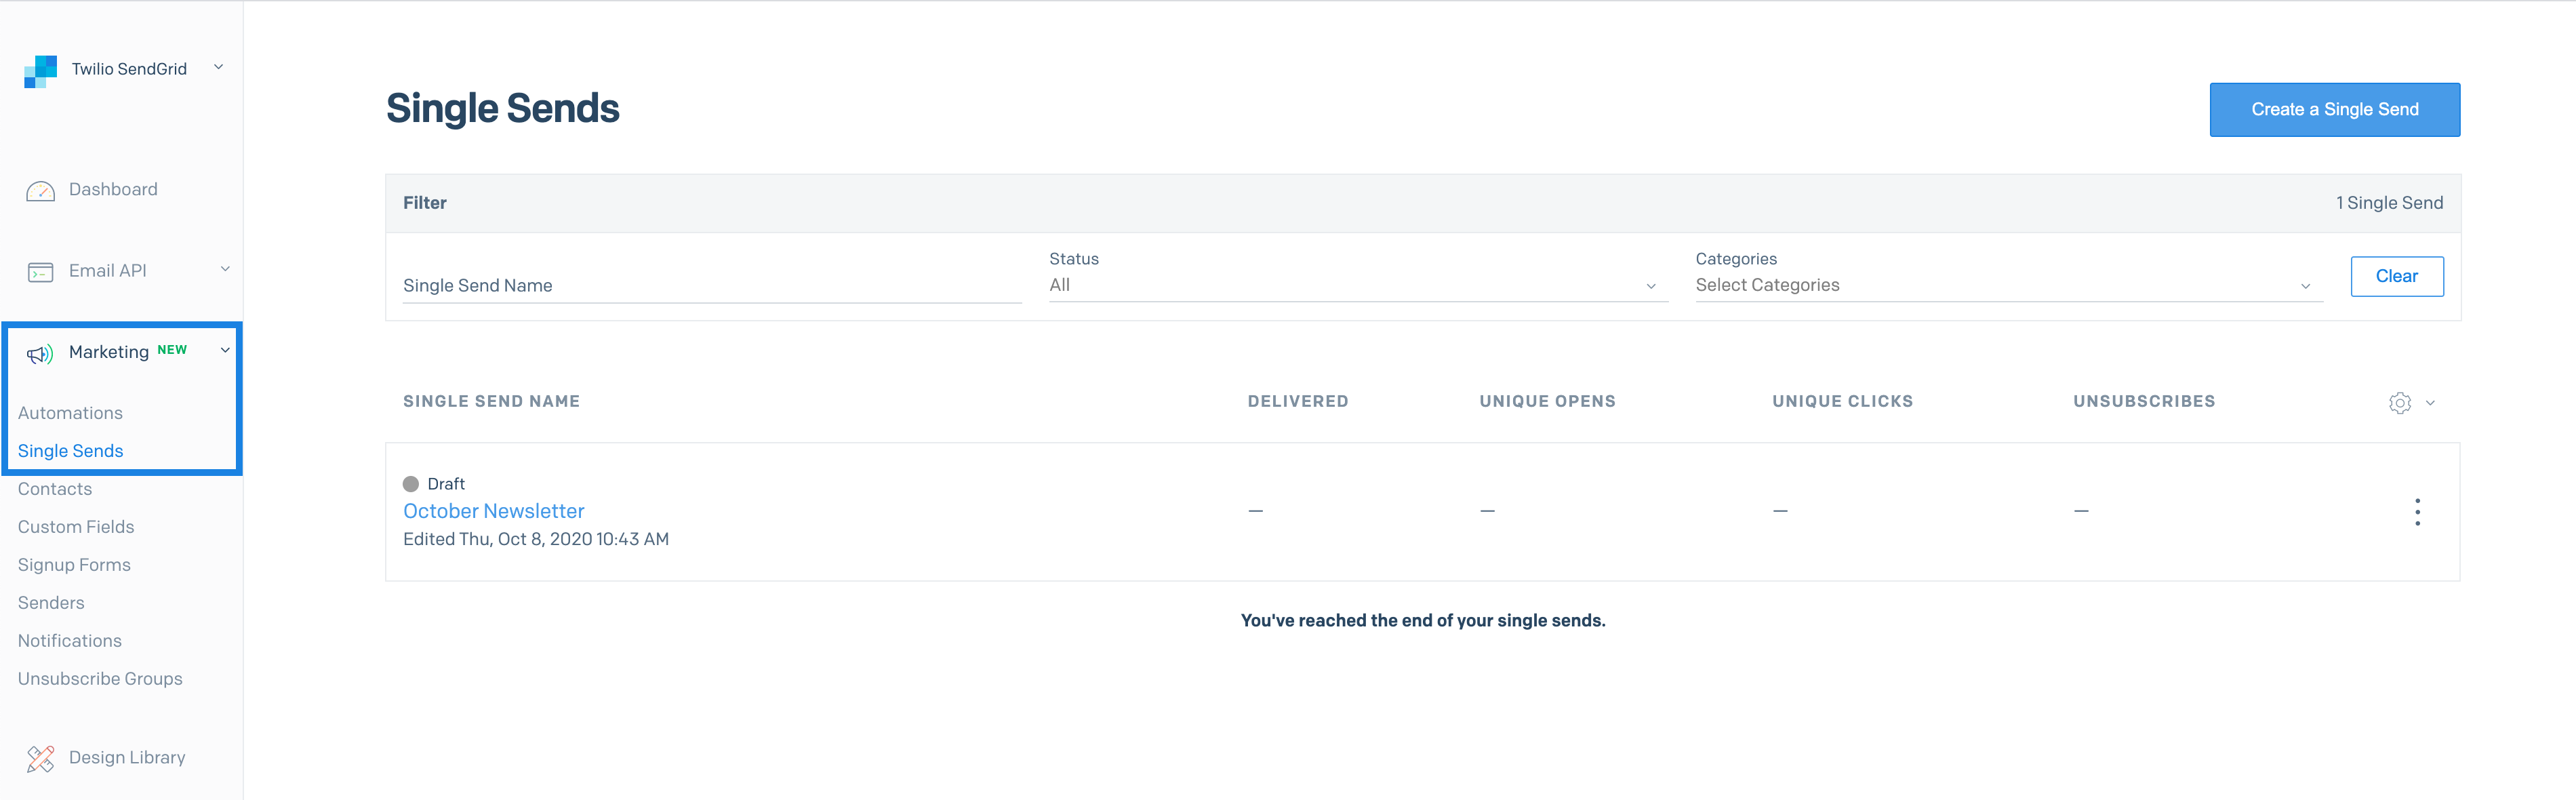 Twilio SendGrid
Dashboard
Email API
Marketing NEW
Automations
Single Sends
Contacts
Custom Fields
Signup Forms
Senders
Notifications
Unsubscribe Groups
Design Library
Single Sends
Create a Single Send
Filter
1 Single Send
Single Send Name
Status
All
Categories
Select Categories
Clear
SINGLE SEND NAME DELIVERED UNIQUE OPENS UNIQUE CLICKS UNSUBSCRIBES
Draft
October Newsletter — — — —
Edited Thu, Oct 8, 2020 10:43 AM
You've reached the end of your single sends.